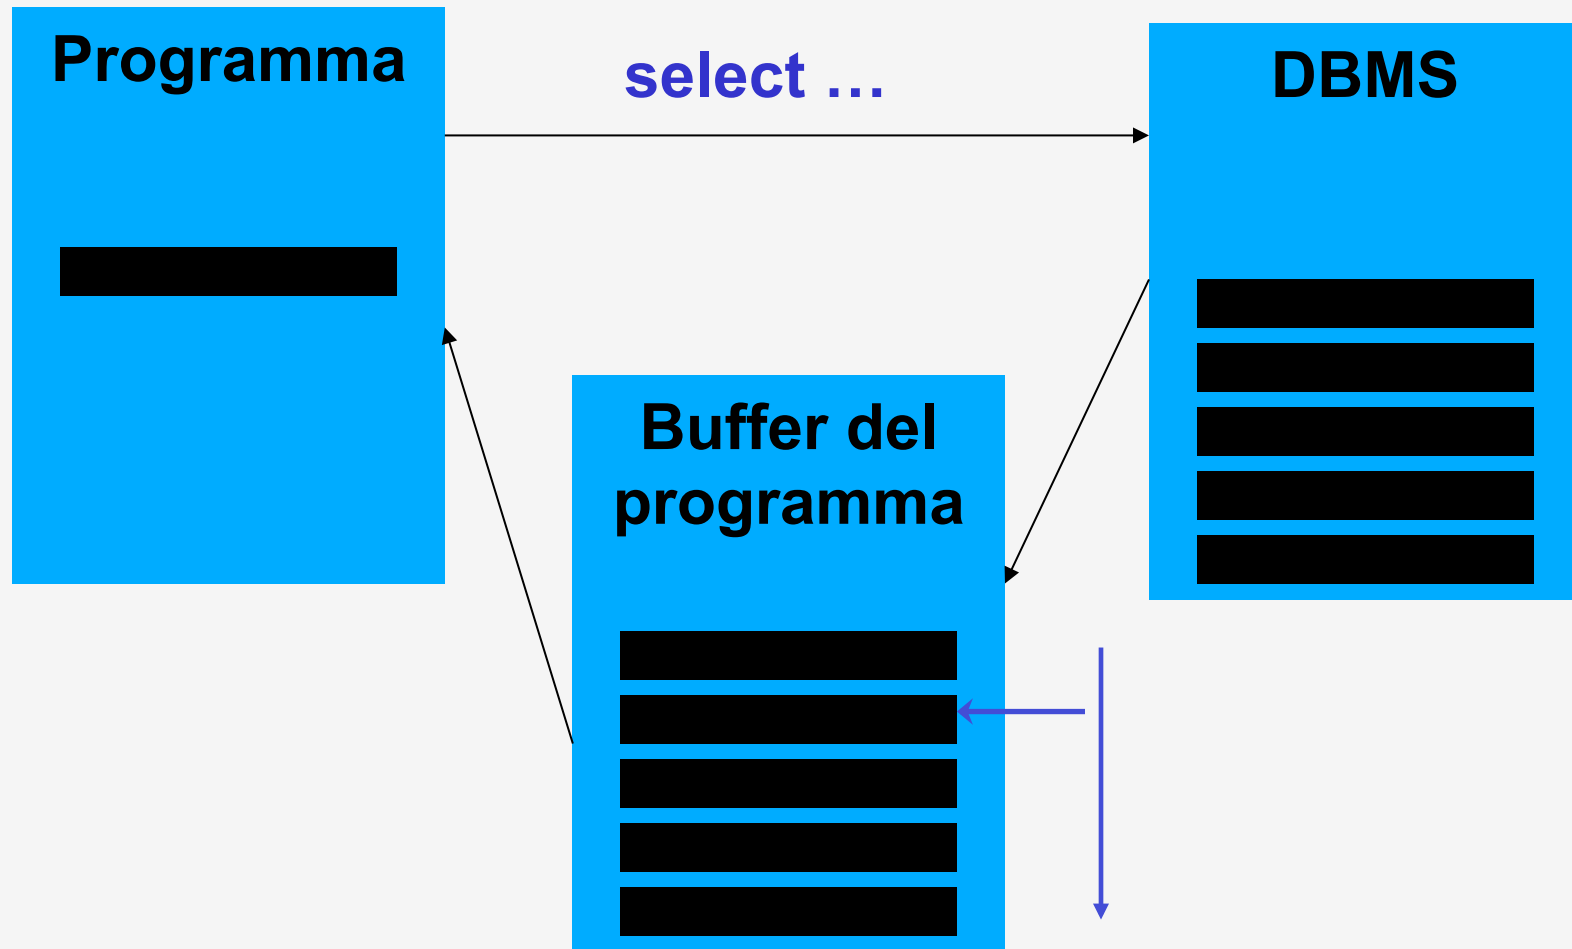 Programma
select …
DBMS
Buffer del
programma